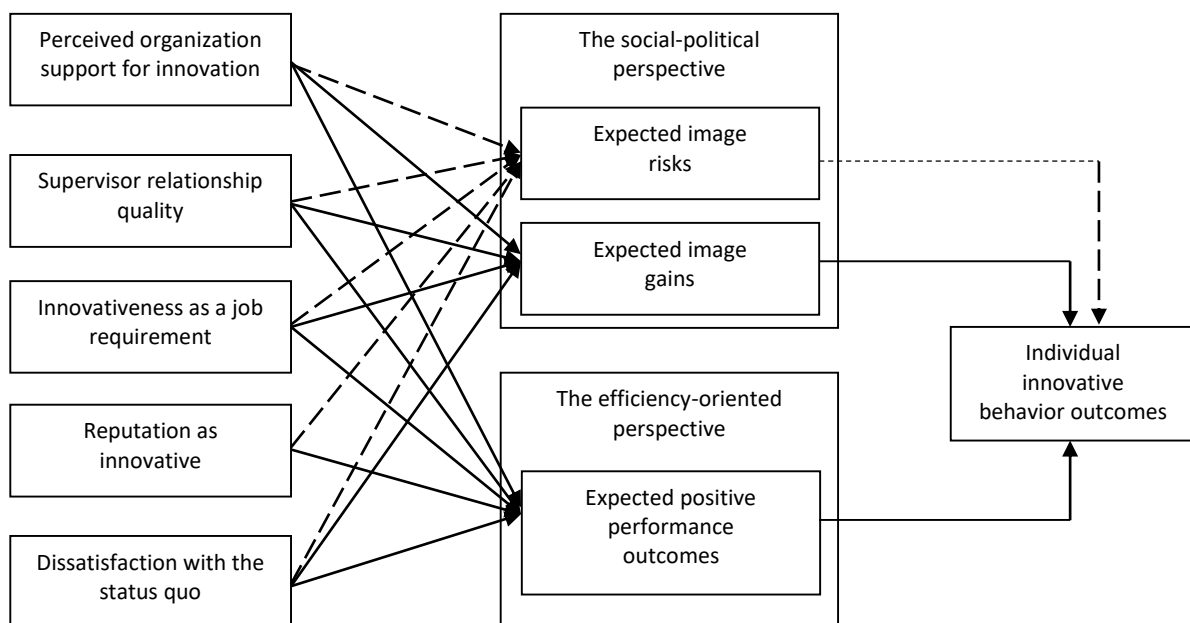 Perceived organization
support for innovation
Supervisor relationship
quality
Innovativeness as a job
requirement
Reputation as
innovative
Dissatisfaction with the
status quo
The social-political
perspective
Expected image
risks
Expected image
gains
The efficiency-oriented
perspective
Expected positive
performance
outcomes
Individual
innovative
behavior outcomes